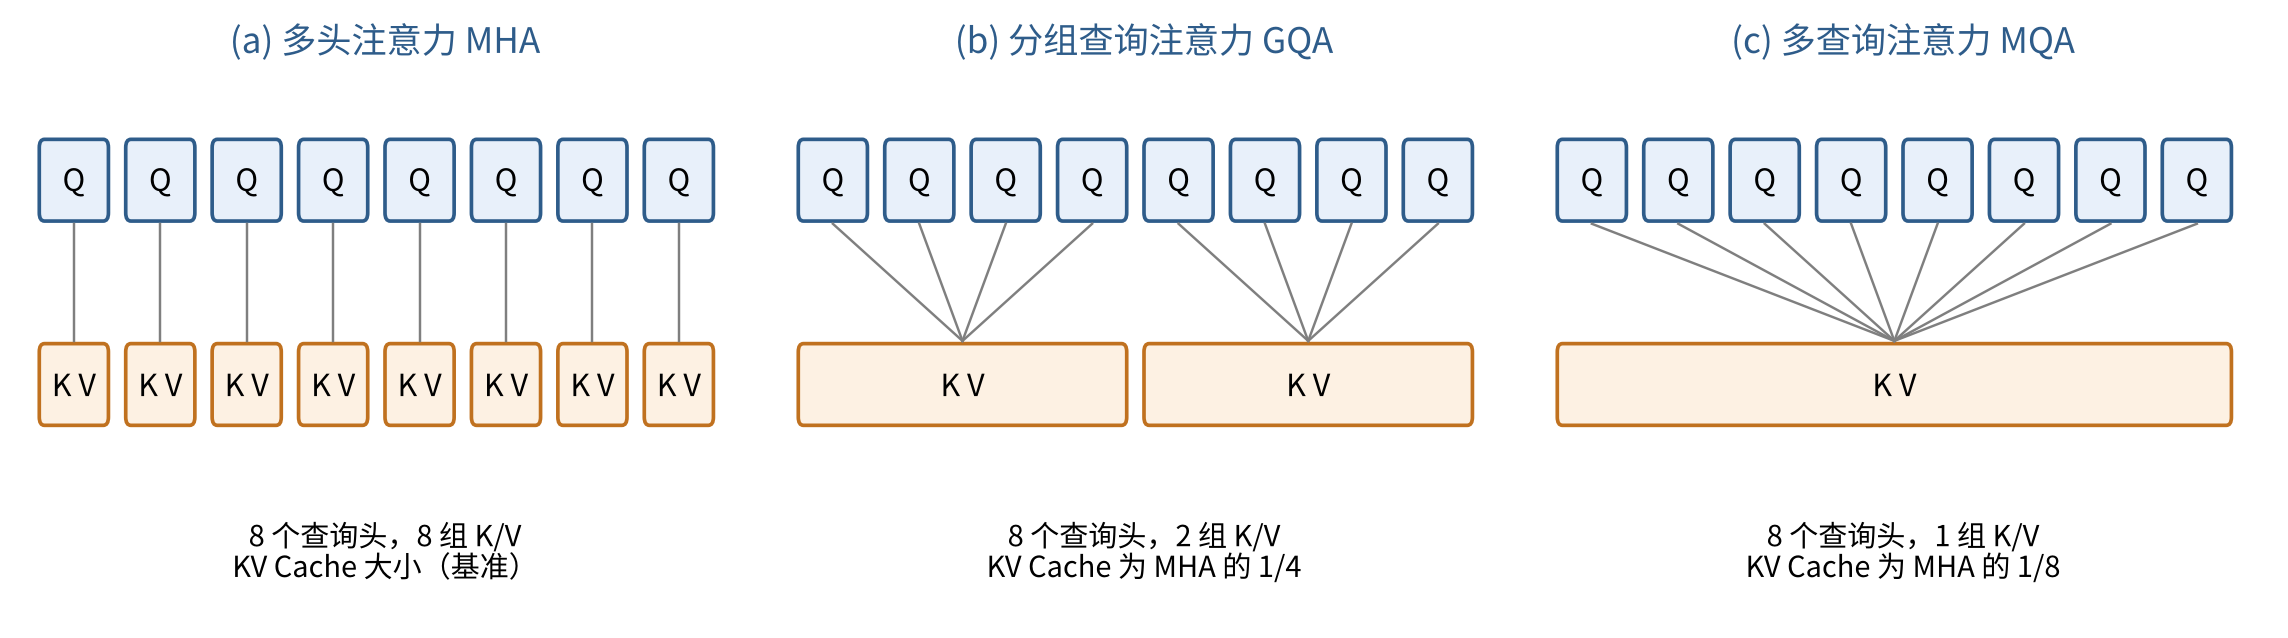 (a) 多头注意力 MHA
Q Q Q Q Q Q Q Q
K V K V K V K V K V K V K V K V
8 个查询头，8 组 K/V
KV Cache 大小（基准）
(b) 分组查询注意力 GQA
Q Q Q Q Q Q Q Q
K V K V
8 个查询头，2 组 K/V
KV Cache 为 MHA 的 1/4
(c) 多查询注意力 MQA
Q Q Q Q Q Q Q Q
K V
8 个查询头，1 组 K/V
KV Cache 为 MHA 的 1/8